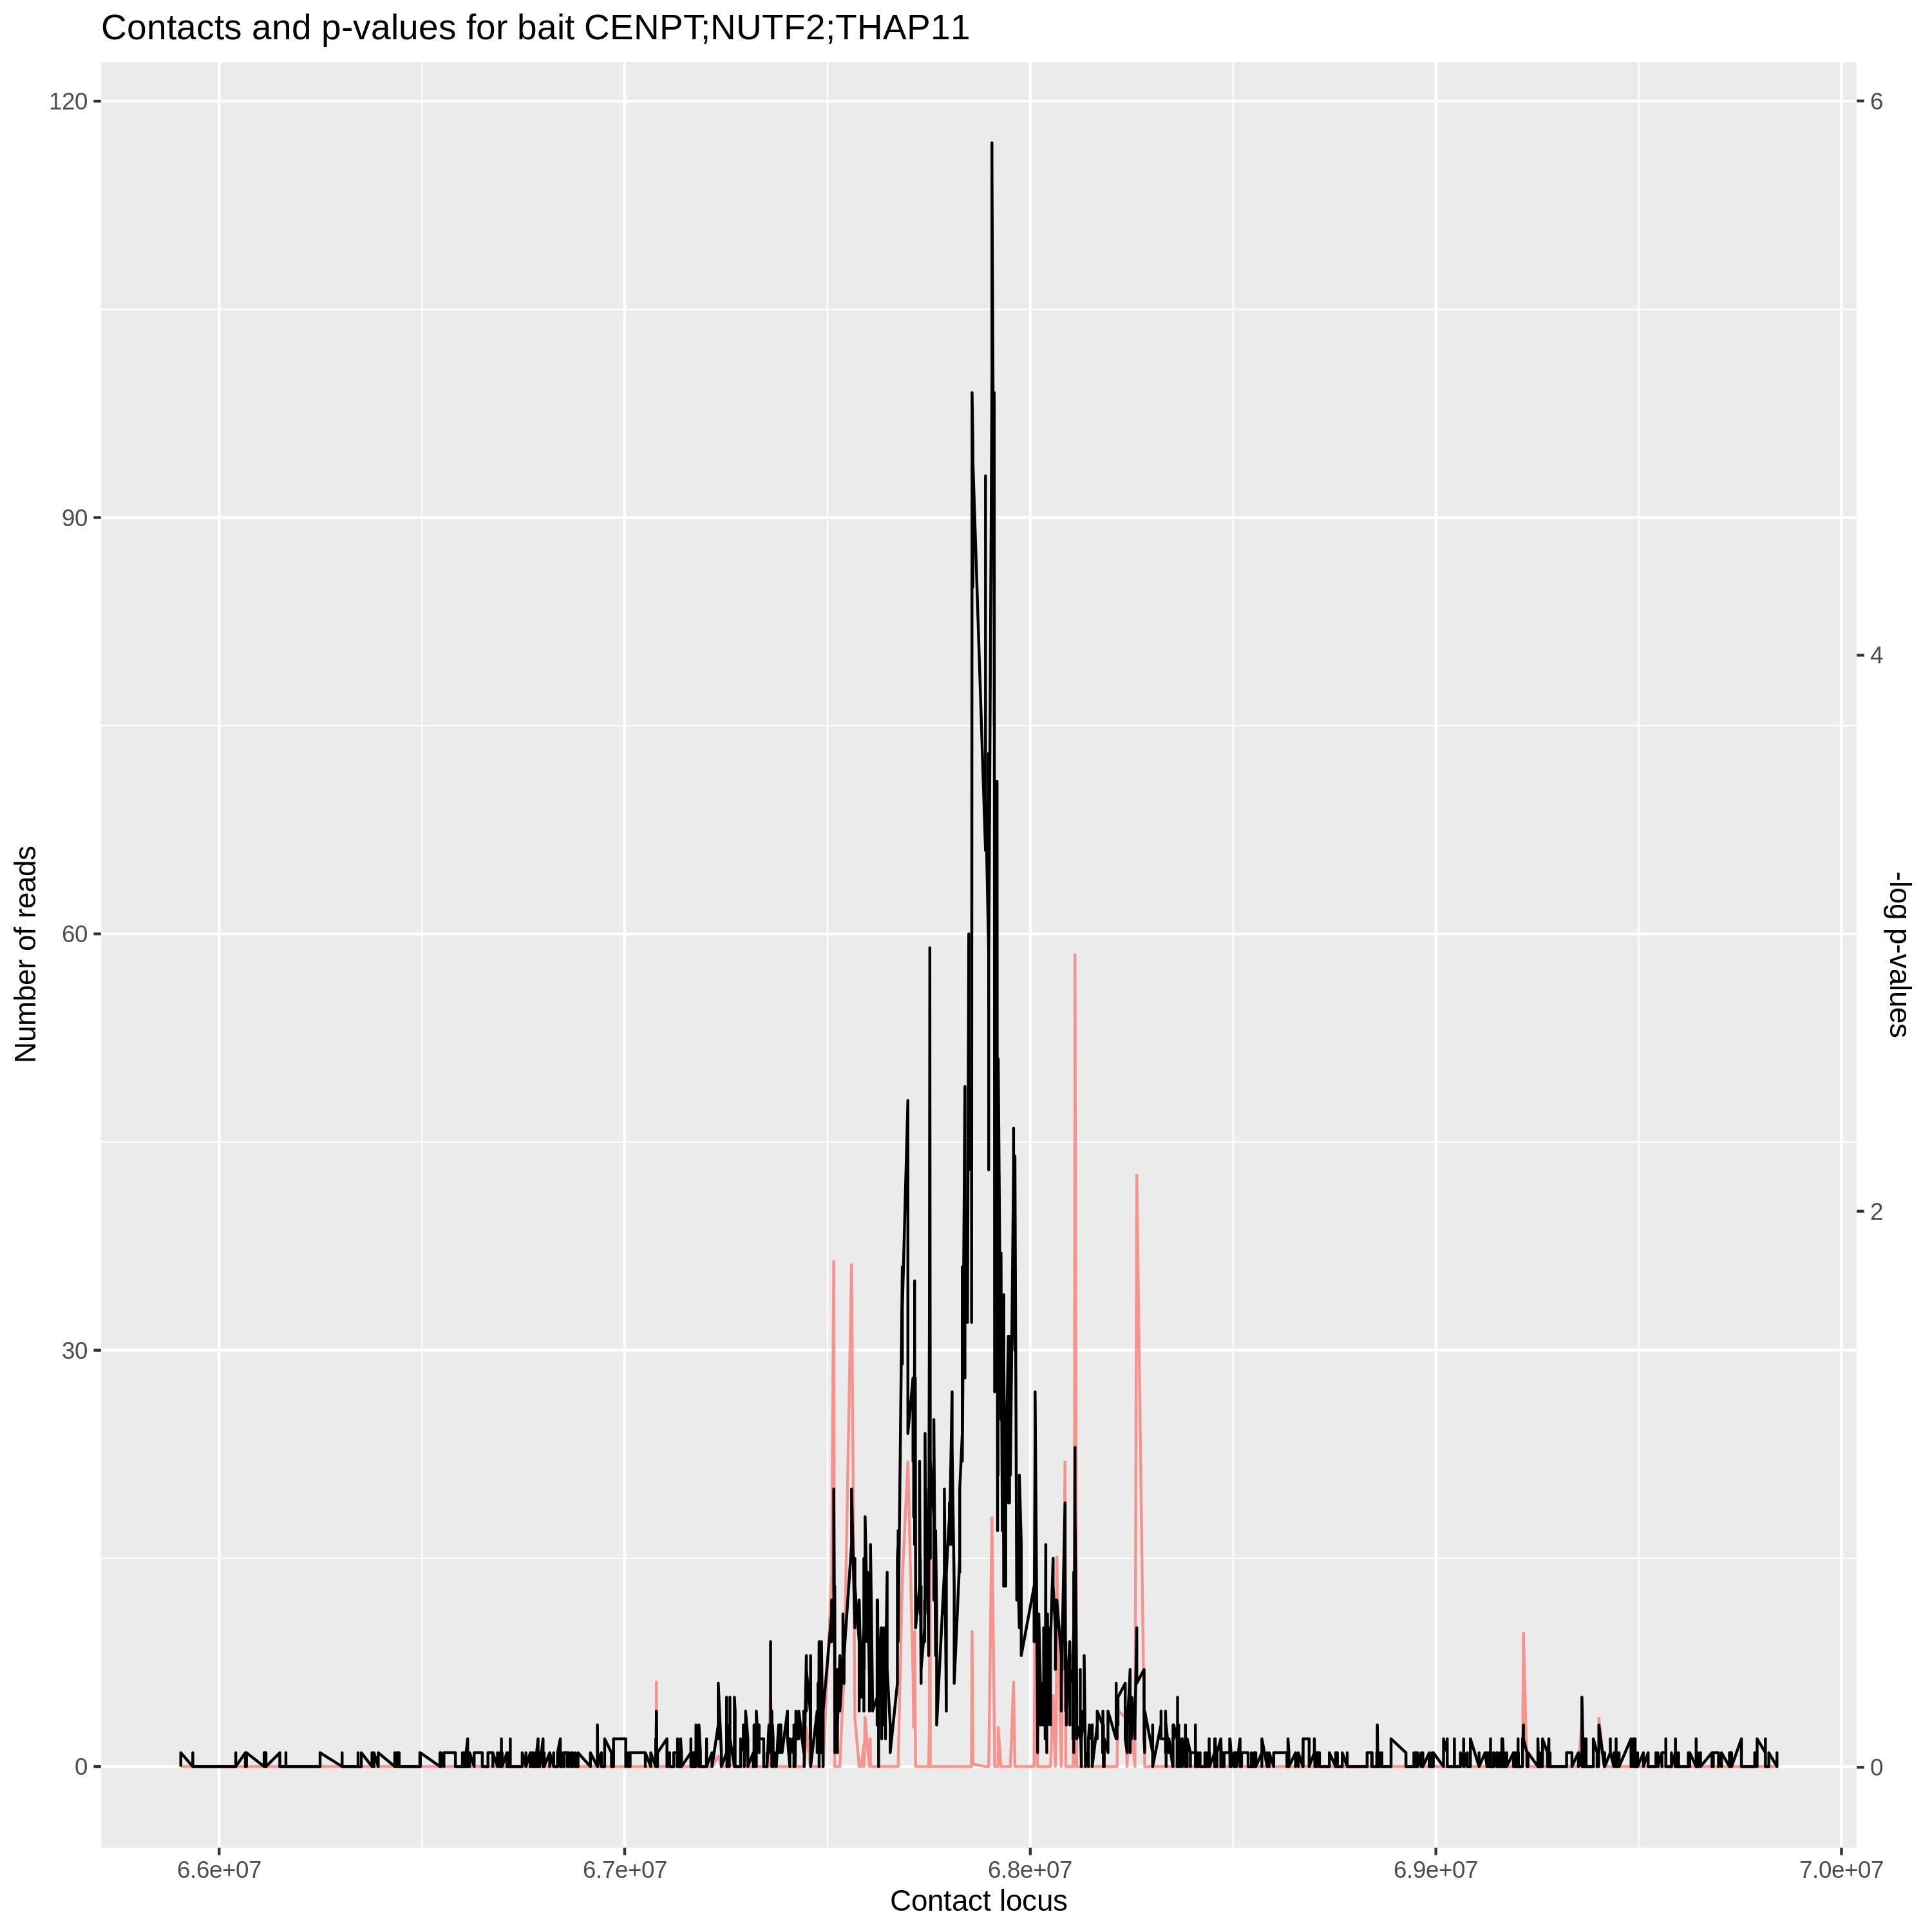 Contacts and p-values for bait CENPT;NUTF2;THAP11
120
90
60
30
0
Number of reads
6
4
2
0
-log p-values
6.6e+07
6.7e+07
6.8e+07
6.9e+07
7.0e+07
Contact locus